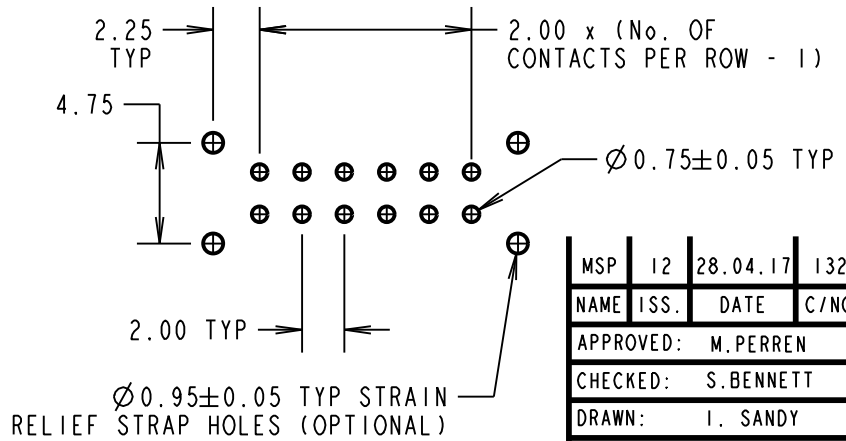 2.25
TYP
2.00 x (No. OF
CONTACTS PER ROW - 1)
4.75
Ø0.75±0.05 TYP
2.00 TYP
Ø0.95±0.05 TYP STRAIN
RELIEF STRAP HOLES (OPTIONAL)
MSP 12 28.04.17 132
NAME ISS. DATE C/NO
APPROVED: M.PERREN
CHECKED: S.BENNETT
DRAWN: I. SANDY